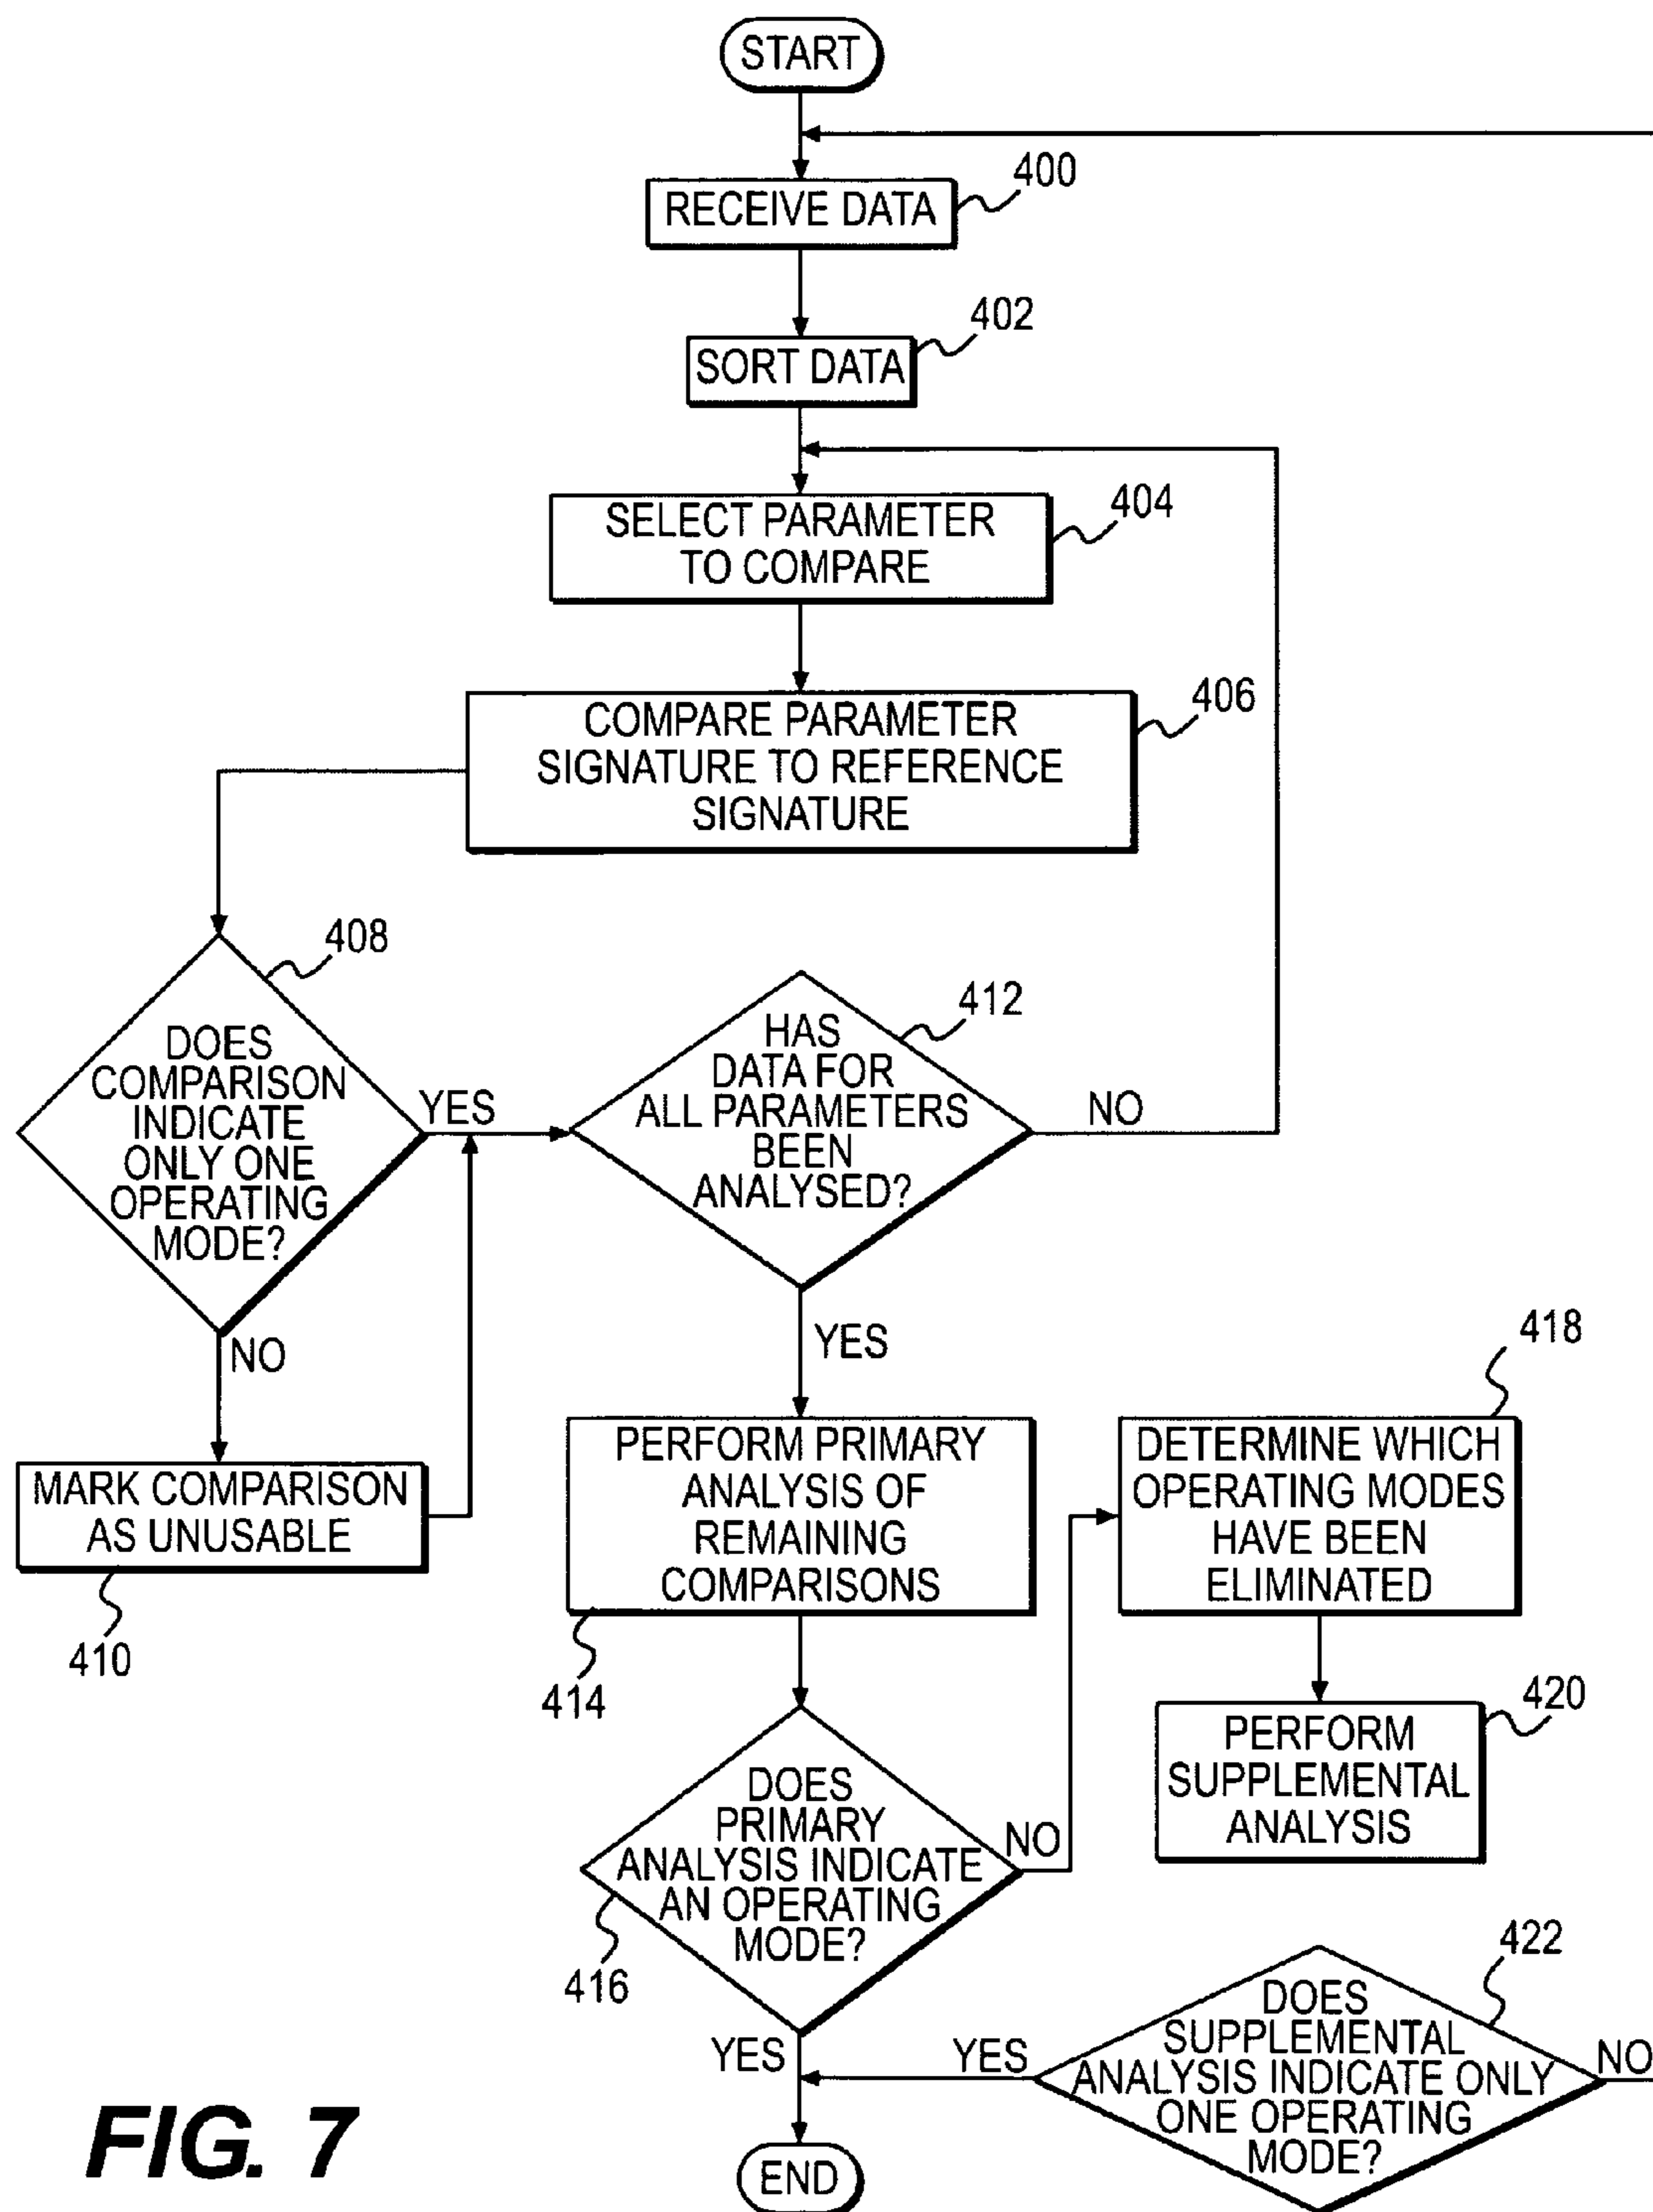 START
400
RECEIVE DATA
402
SORT DATA
404
SELECT PARAMETER
TO COMPARE
406
COMPARE PARAMETER
SIGNATURE TO REFERENCE
SIGNATURE
408
DOES
COMPARISON
INDICATE
ONLY ONE
OPERATING
MODE?
YES
NO
MARK COMPARISON
AS UNUSABLE
410
412
HAS
DATA FOR
ALL PARAMETERS
BEEN
ANALYSED?
NO
YES
PERFORM PRIMARY
ANALYSIS OF
REMAINING
COMPARISONS
414
DOES
PRIMARY
ANALYSIS INDICATE
AN OPERATING
MODE?
416
NO
YES
418
DETERMINE WHICH
OPERATING MODES
HAVE BEEN
ELIMINATED
420
PERFORM
SUPPLEMENTAL
ANALYSIS
422
DOES
SUPPLEMENTAL
ANALYSIS INDICATE ONLY
ONE OPERATING
MODE?
YES
NO
END
FIG. 7